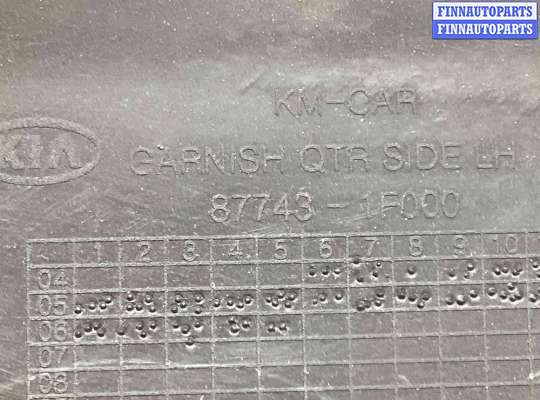 FINNAUTOPARTS
FINNAUTOPARTS
KM-CAR
KIA
GARNISH QTR SIDE LH.
87743-1F000
1 2 3 4 5 6 7 8 9 10
04
05
06
07
08